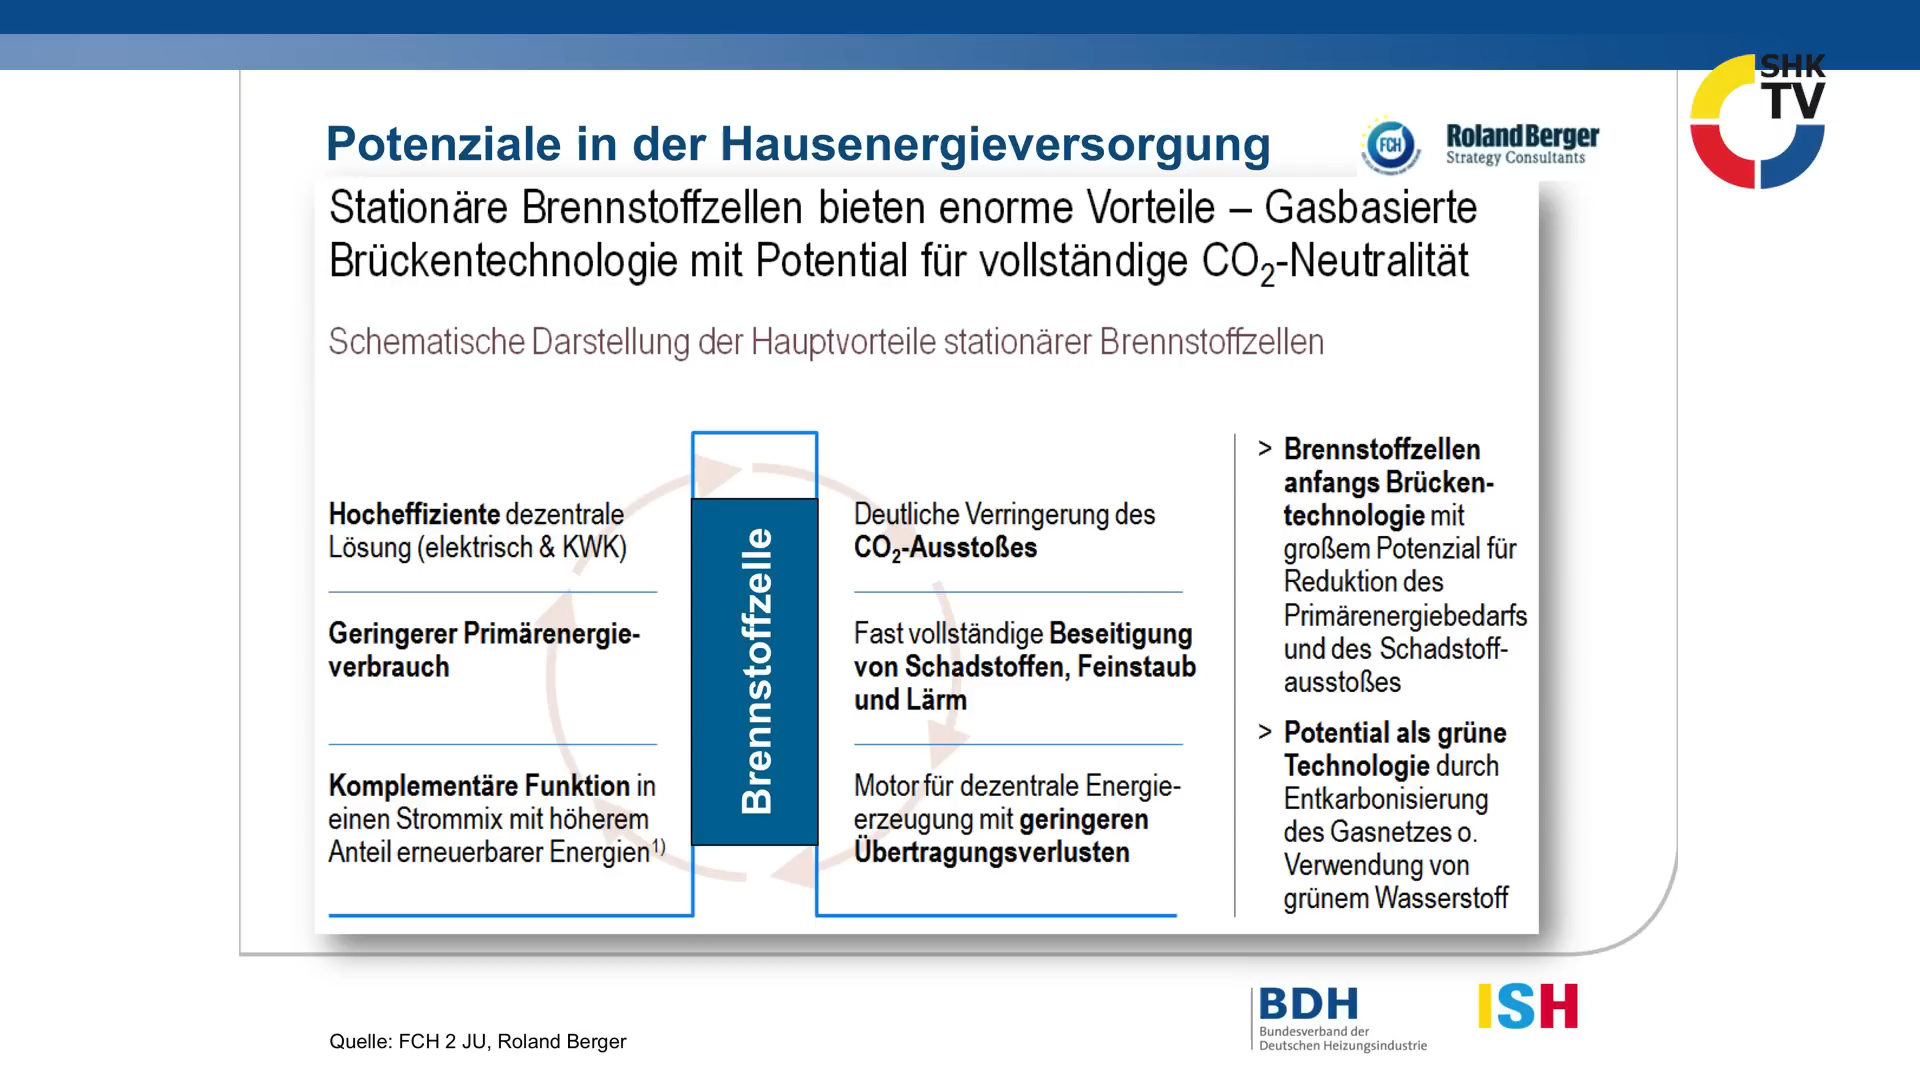 SHK
TV
Potenziale in der Hausenergieversorgung
FCH
Roland Berger
Strategy Consultants
Stationäre Brennstoffzellen bieten enorme Vorteile – Gasbasierte
Brückentechnologie mit Potential für vollständige CO₂-Neutralität
Schematische Darstellung der Hauptvorteile stationärer Brennstoffzellen
Hocheffiziente dezentrale
Lösung (elektrisch & KWK)
Geringerer Primärenergie-
verbrauch
Komplementäre Funktion in
einen Strommix mit höherem
Anteil erneuerbarer Energien¹⁾
Brennstoffzelle
Deutliche Verringerung des
CO₂-Ausstoßes
Fast vollständige Beseitigung
von Schadstoffen, Feinstaub
und Lärm
Motor für dezentrale Energie-
erzeugung mit geringeren
Übertragungsverlusten
> Brennstoffzellen
anfangs Brücken-
technologie mit
großem Potenzial für
Reduktion des
Primärenergiebedarfs
und des Schadstoff-
ausstoßes
> Potential als grüne
Technologie durch
Entkarbonisierung
des Gasnetzes o.
Verwendung von
grünem Wasserstoff
Quelle: FCH 2 JU, Roland Berger
BDH
Bundesverband der
Deutschen Heizungsindustrie
ISH